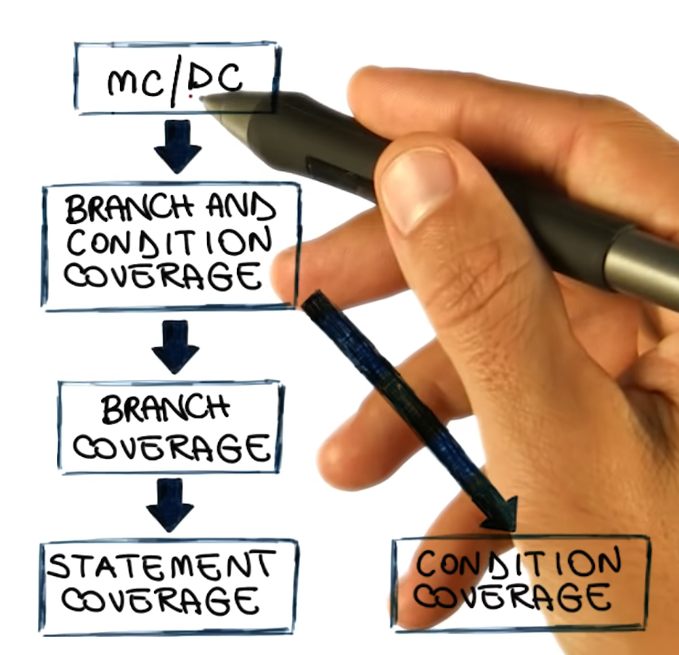 MC/DC
BRANCH AND
CONDITION
COVERAGE
BRANCH
COVERAGE
STATEMENT
COVERAGE
CONDITION
COVERAGE